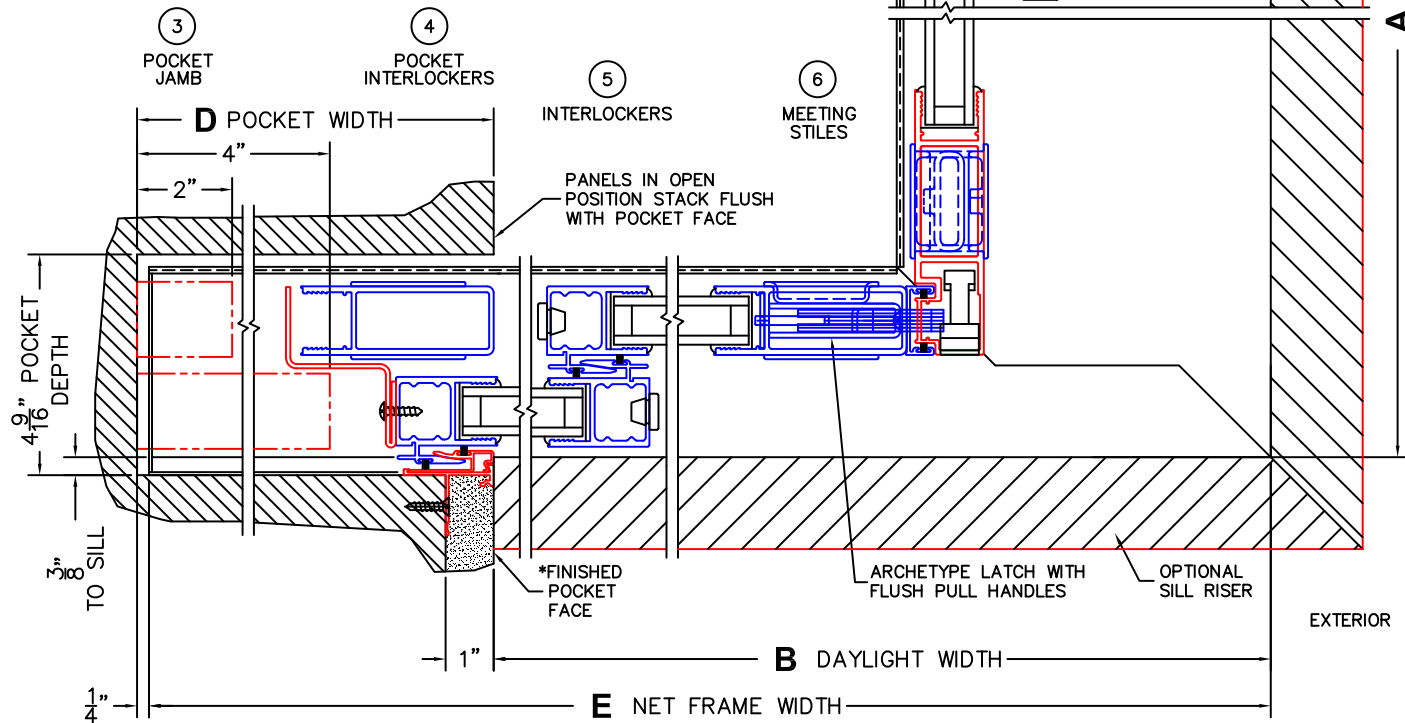 3
POCKET
JAMB
4
POCKET
INTERLOCKERS
5
INTERLOCKERS
6
MEETING
STILES
A
D POCKET WIDTH
4"
2"
PANELS IN OPEN
POSITION STACK FLUSH
WITH POCKET FACE
4 9/16" POCKET
DEPTH
3/8"
TO SILL
*FINISHED
POCKET
FACE
ARCHETYPE LATCH WITH
FLUSH PULL HANDLES
OPTIONAL
SILL RISER
EXTERIOR
1"
B DAYLIGHT WIDTH
1/4"
E NET FRAME WIDTH